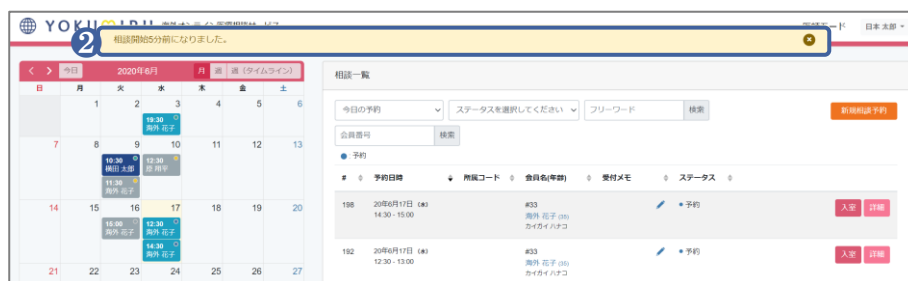 YOKU
❷ 相談開始5分前になりました。
日本 太郎
今日 2020年6月 月 週 週 (タイムライン)
日 月 火 水 木 金 土
1 2 3 4 5 6
19:30
海外 花子
7 8 9 10 11 12 13
10:30
横田 太郎
12:30
原 翔平
11:30
海外 花子
14 15 16 17 18 19 20
15:00
海外 花子
12:30
海外 花子
14:30
海外 花子
21 22 23 24 25 26 27
相談一覧
今日の予約 ステータスを選択してください フリーワード 検索 新規相談予約
会員番号 検索
● 予約
# 予約日時 所属コード 会員名(年齢) 受付メモ ステータス
198 20年6月17日 (水) #33 ● 予約 入室 詳細
14:30 - 15:00 海外 花子 (35)
カイガイ ハナコ
192 20年6月17日 (水) #33 ● 予約 入室 詳細
12:30 - 13:00 海外 花子 (35)
カイガイ ハナコ